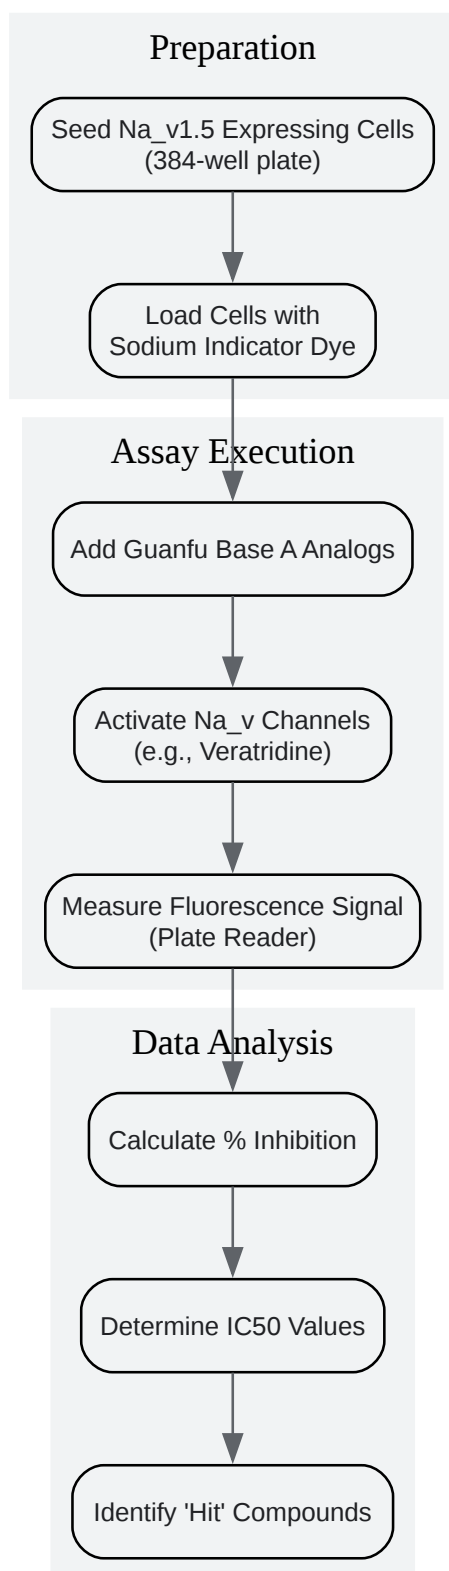 Preparation
Seed Na_v1.5 Expressing Cells
(384-well plate)
Load Cells with
Sodium Indicator Dye
Assay Execution
Add Guanfu Base A Analogs
Activate Na_v Channels
(e.g., Veratridine)
Measure Fluorescence Signal
(Plate Reader)
Data Analysis
Calculate % Inhibition
Determine IC50 Values
Identify 'Hit' Compounds